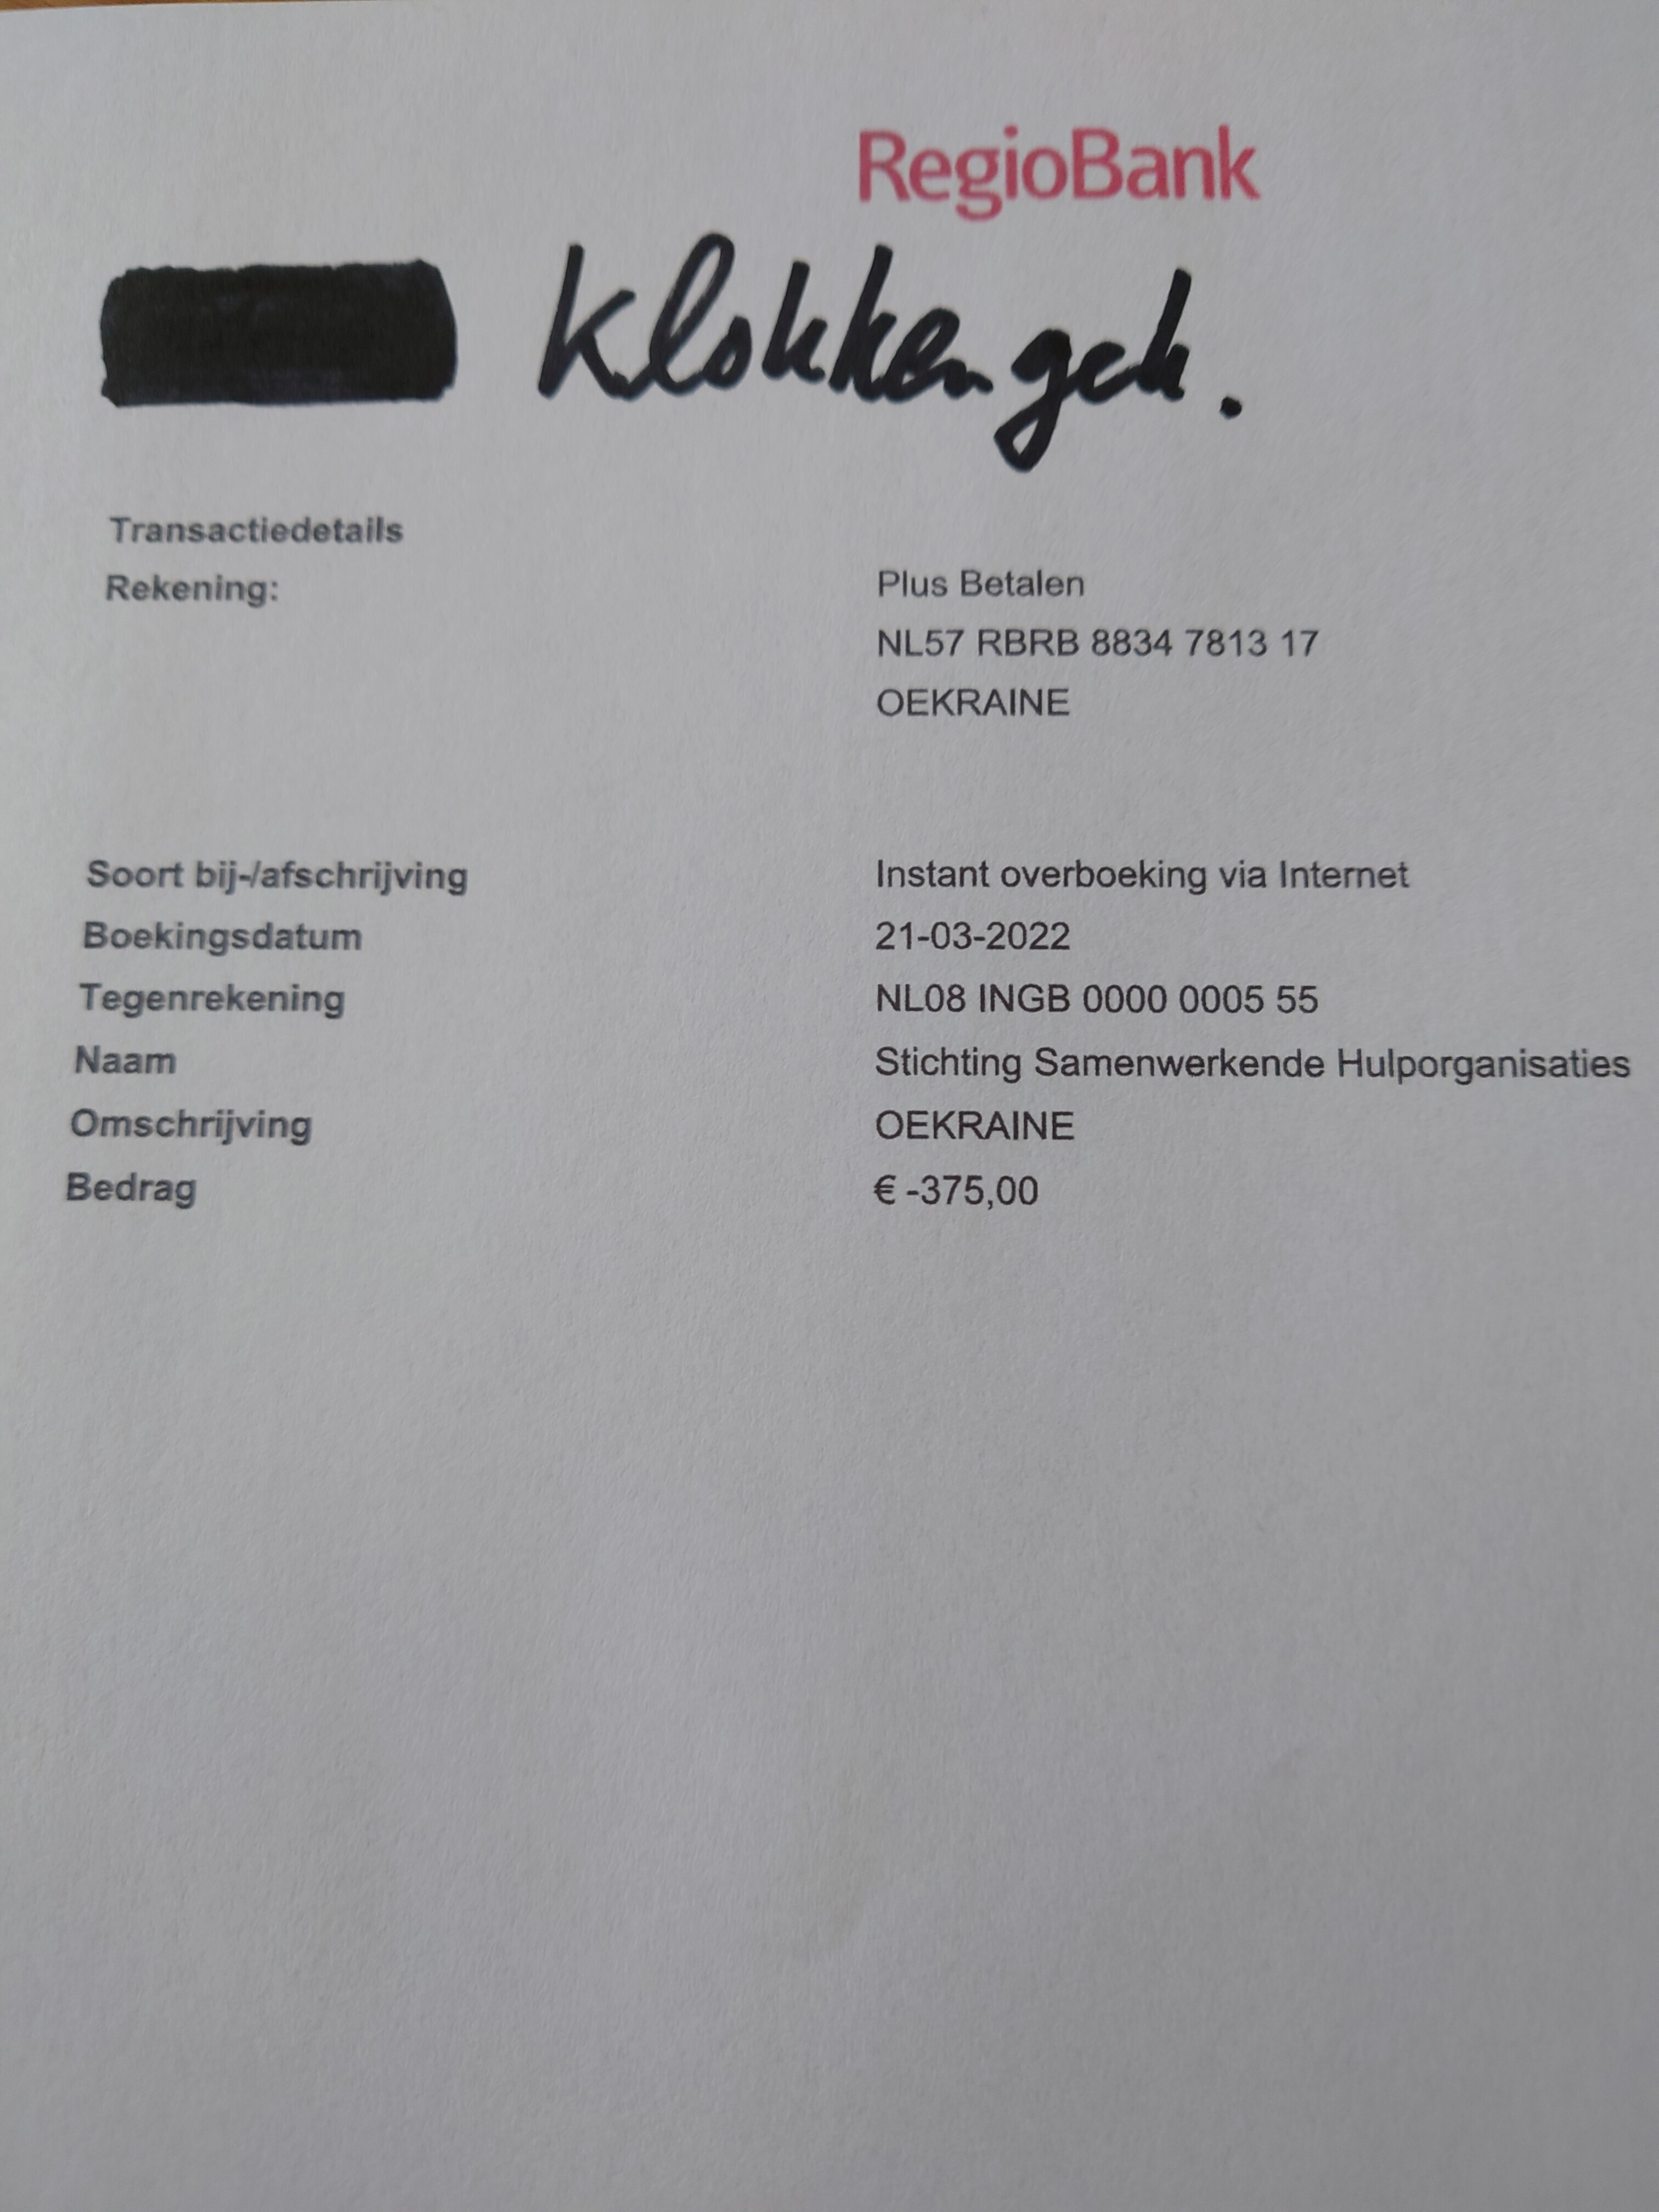 RegioBank
Klokkengek.
Transactiedetails
Rekening: Plus Betalen
NL57 RBRB 8834 7813 17
OEKRAINE
Soort bij-/afschrijving Instant overboeking via Internet
Boekingsdatum 21-03-2022
Tegenrekening NL08 INGB 0000 0005 55
Naam Stichting Samenwerkende Hulporganisaties
Omschrijving OEKRAINE
Bedrag € -375,00